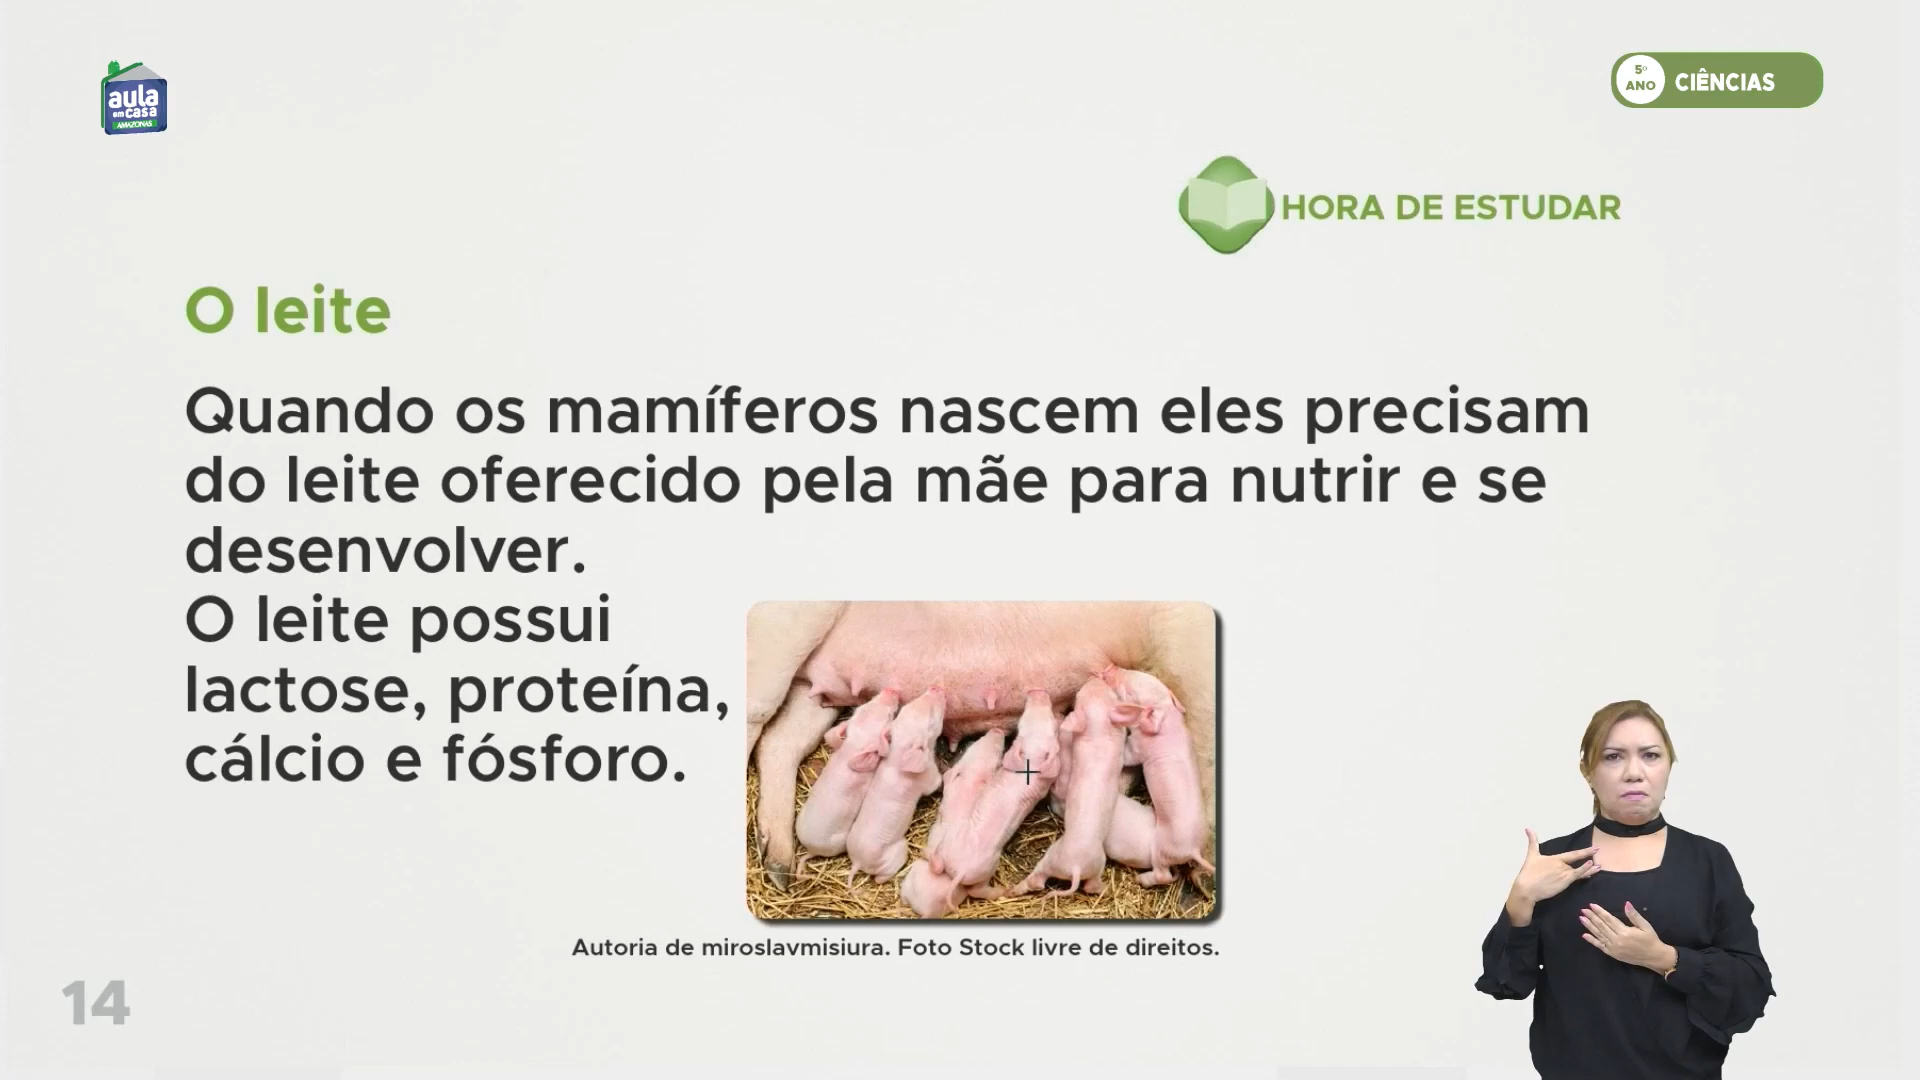 aula
em casa
AMAZONAS
5º
ANO
CIÊNCIAS
HORA DE ESTUDAR
O leite
Quando os mamíferos nascem eles precisam
do leite oferecido pela mãe para nutrir e se
desenvolver.
O leite possui
lactose, proteína,
cálcio e fósforo.
Autoria de miroslavmisiura. Foto Stock livre de direitos.
14